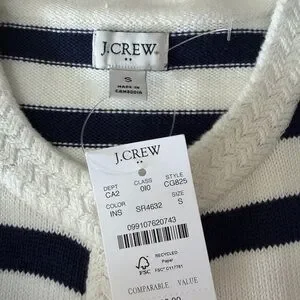 J.CREW
S
MADE IN
CAMBODIA
J.CREW
DEPT CLASS STYLE
CA2 010 CG825
COLOR SIZE
INS SR4632 S
099107620743
FSC
RECYCLED
Paper
COMPARABLE VALUE